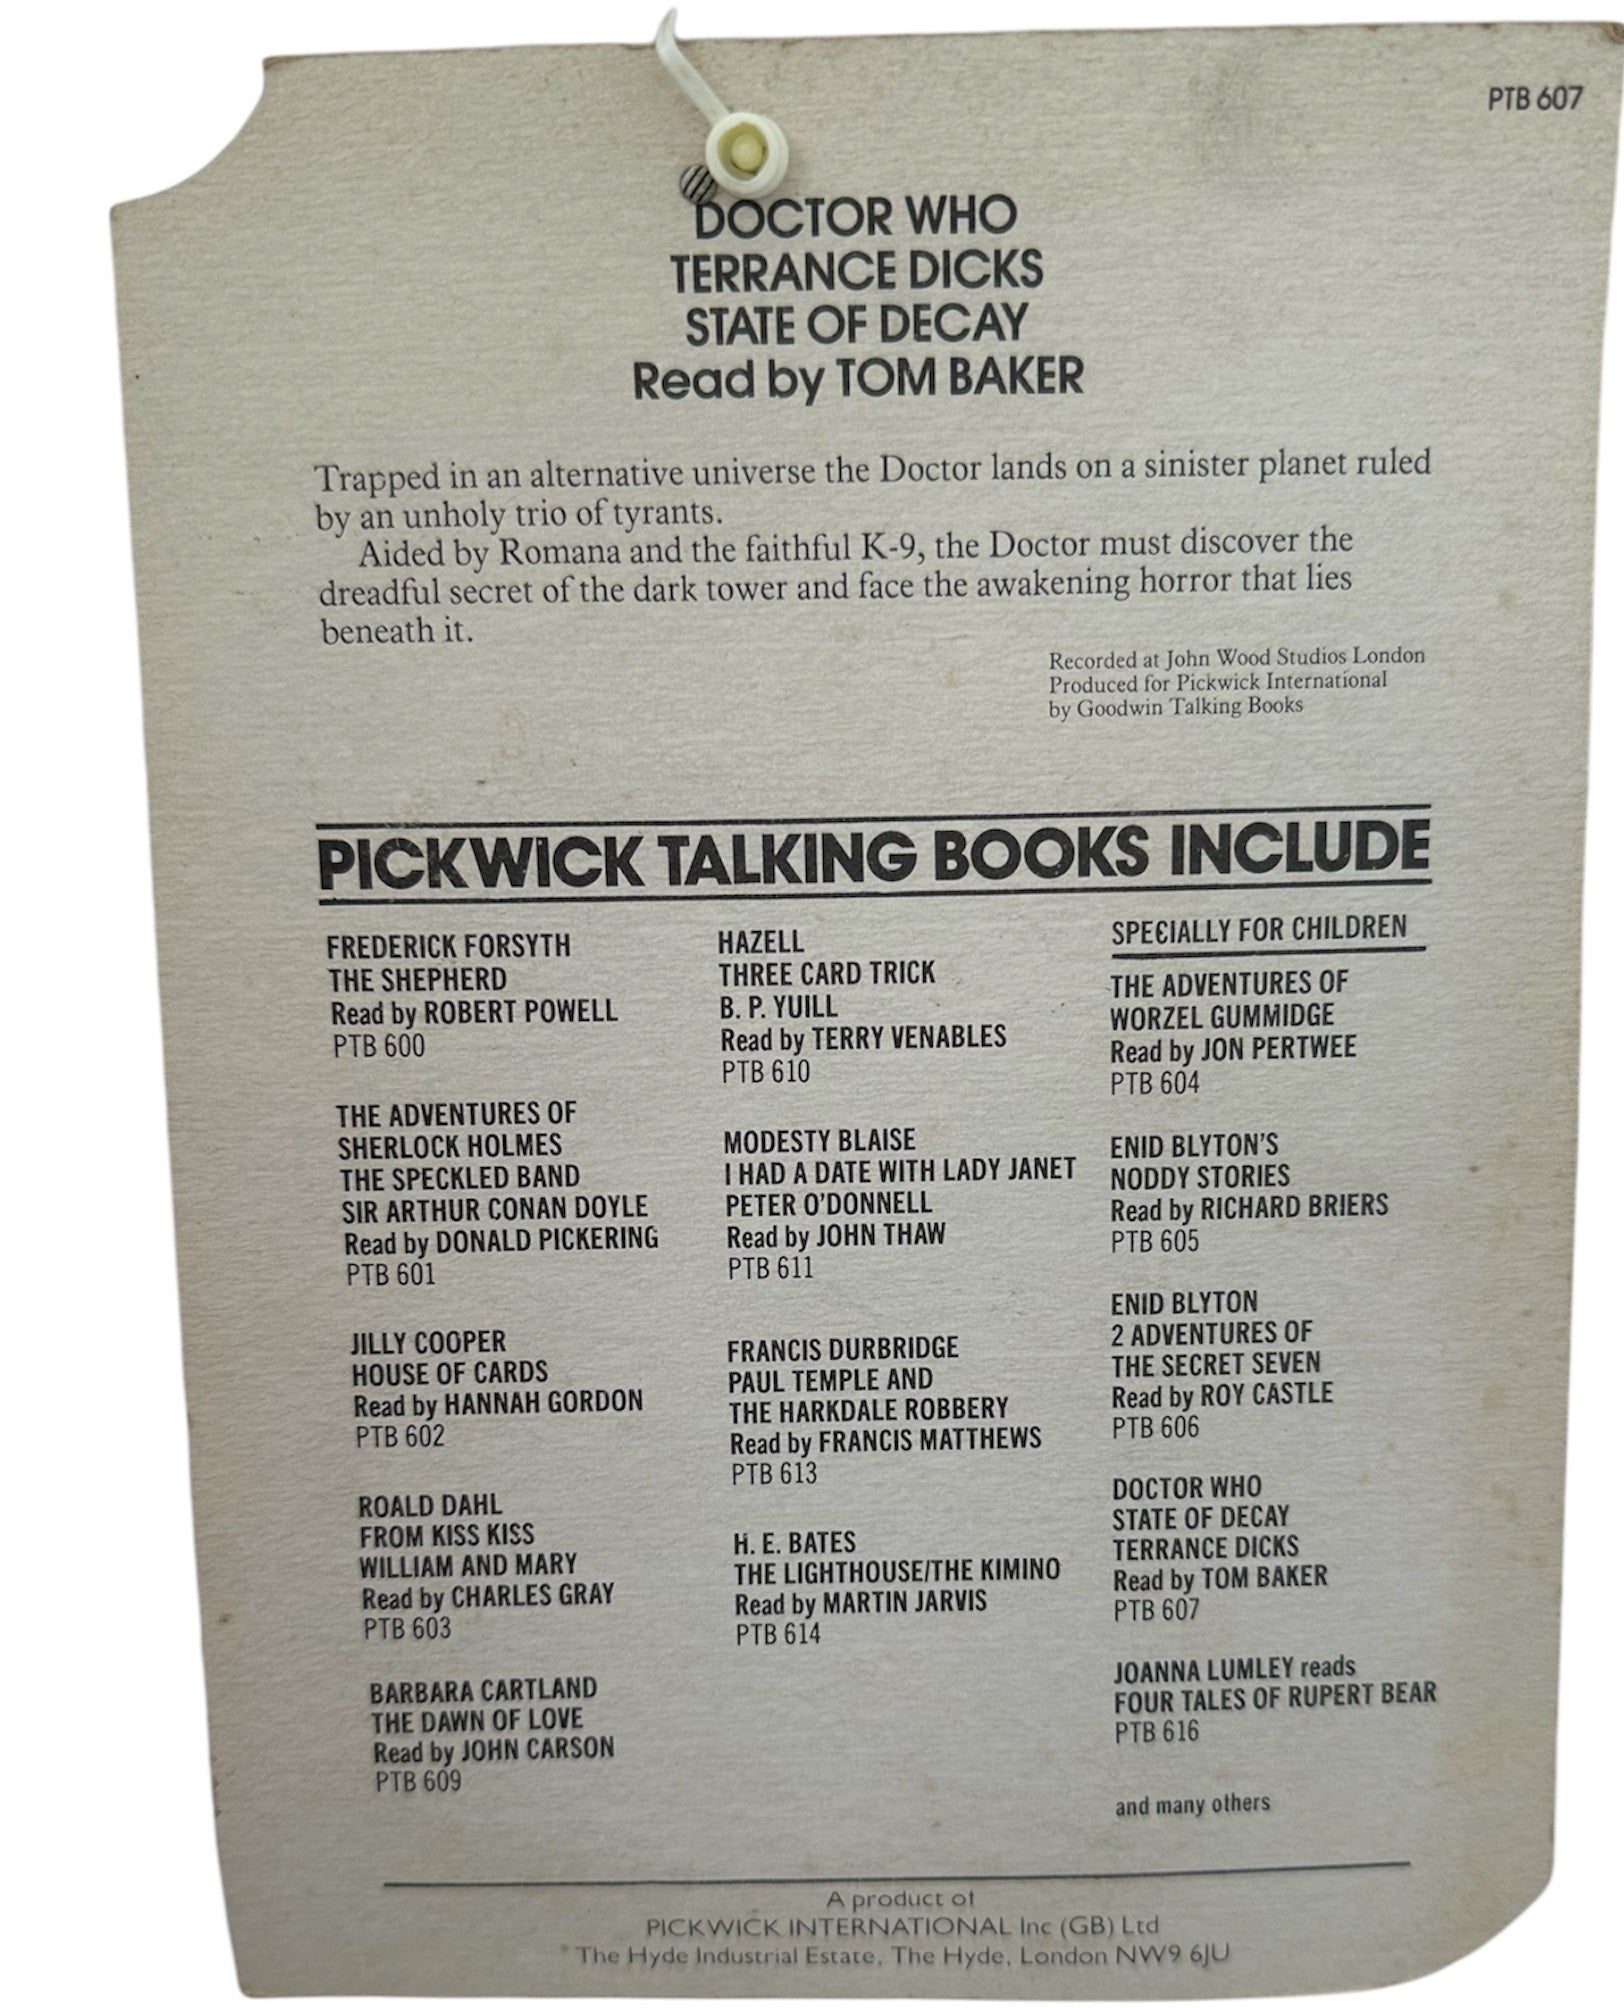 PTB 607
DOCTOR WHO
TERRANCE DICKS
STATE OF DECAY
Read by TOM BAKER
Trapped in an alternative universe the Doctor lands on a sinister planet ruled
by an unholy trio of tyrants.
Aided by Romana and the faithful K-9, the Doctor must discover the
dreadful secret of the dark tower and face the awakening horror that lies
beneath it.
Recorded at John Wood Studios London
Produced for Pickwick International
by Goodwin Talking Books
PICKWICK TALKING BOOKS INCLUDE
FREDERICK FORSYTH
THE SHEPHERD
Read by ROBERT POWELL
PTB 600
THE ADVENTURES OF
SHERLOCK HOLMES
THE SPECKLED BAND
SIR ARTHUR CONAN DOYLE
Read by DONALD PICKERING
PTB 601
JILLY COOPER
HOUSE OF CARDS
Read by HANNAH GORDON
PTB 602
ROALD DAHL
FROM KISS KISS
WILLIAM AND MARY
Read by CHARLES GRAY
PTB 603
BARBARA CARTLAND
THE DAWN OF LOVE
Read by JOHN CARSON
PTB 609
HAZELL
THREE CARD TRICK
B. P. YUILL
Read by TERRY VENABLES
PTB 610
MODESTY BLAISE
I HAD A DATE WITH LADY JANET
PETER O'DONNELL
Read by JOHN THAW
PTB 611
FRANCIS DURBRIDGE
PAUL TEMPLE AND
THE HARKDALE ROBBERY
Read by FRANCIS MATTHEWS
PTB 613
H. E. BATES
THE LIGHTHOUSE/THE KIMINO
Read by MARTIN JARVIS
PTB 614
SPECIALLY FOR CHILDREN
THE ADVENTURES OF
WORZEL GUMMIDGE
Read by JON PERTWEE
PTB 604
ENID BLYTON'S
NODDY STORIES
Read by RICHARD BRIERS
PTB 605
ENID BLYTON
2 ADVENTURES OF
THE SECRET SEVEN
Read by ROY CASTLE
PTB 606
DOCTOR WHO
STATE OF DECAY
TERRANCE DICKS
Read by TOM BAKER
PTB 607
JOANNA LUMLEY reads
FOUR TALES OF RUPERT BEAR
PTB 616
and many others
A product of
PICKWICK INTERNATIONAL Inc (GB) Ltd
The Hyde Industrial Estate, The Hyde, London NW9 6JU